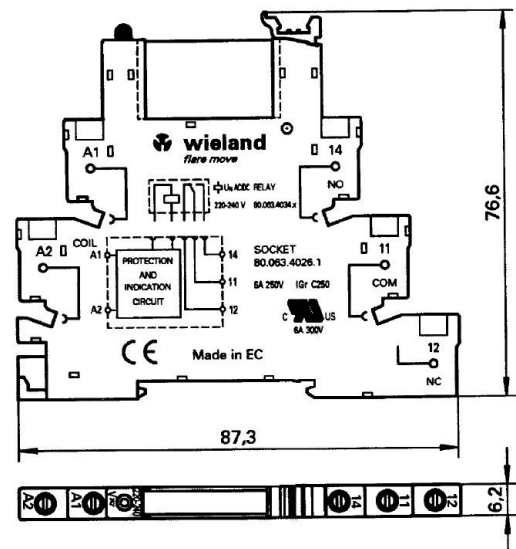 wieland
flare move
A1
14
NO
UN AC/DC RELAY
220-240 V 80.063.4034.x
A2
COIL
A1
PROTECTION
AND
INDICATION
CIRCUIT
A2
14
11
12
SOCKET
80.063.4026.1
6A 250V IGr C250
C US
6A 300V
11
COM
12
NC
CE
Made in EC
76,6
87,3
A2
A1
220-240
14
11
12
6,2